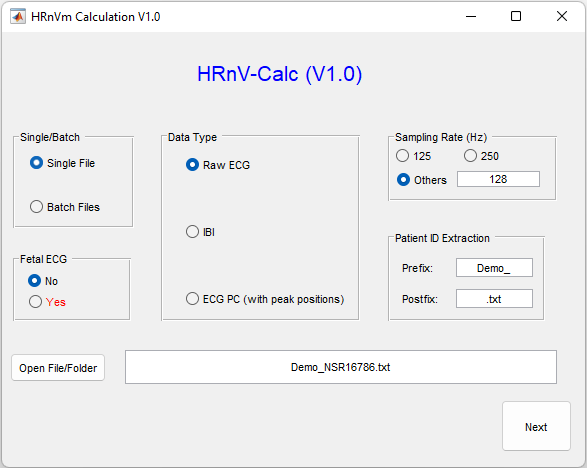 HRnVm Calculation V1.0
HRnV-Calc (V1.0)
Single/Batch
Single File
Batch Files
Fetal ECG
No
Yes
Data Type
Raw ECG
IBI
ECG PC (with peak positions)
Sampling Rate (Hz)
125 250
Others 128
Patient ID Extraction
Prefix: Demo_
Postfix: .txt
Open File/Folder Demo_NSR16786.txt
Next